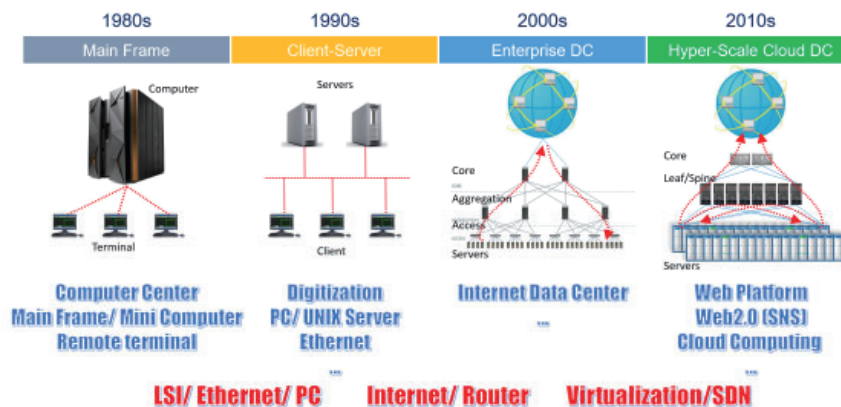 1980s
1990s
2000s
2010s
Main Frame
Client-Server
Enterprise DC
Hyper-Scale Cloud DC
Computer
Terminal
Servers
Client
Core
Aggregation
Access
Servers
Core
Leaf/Spine
Servers
Computer Center
Main Frame/ Mini Computer
Remote terminal
Digitization
PC/ UNIX Server
Ethernet
...
Internet Data Center
...
Web Platform
Web2.0 (SNS)
Cloud Computing
...
LSI/ Ethernet/ PC
Internet/ Router
Virtualization/SDN